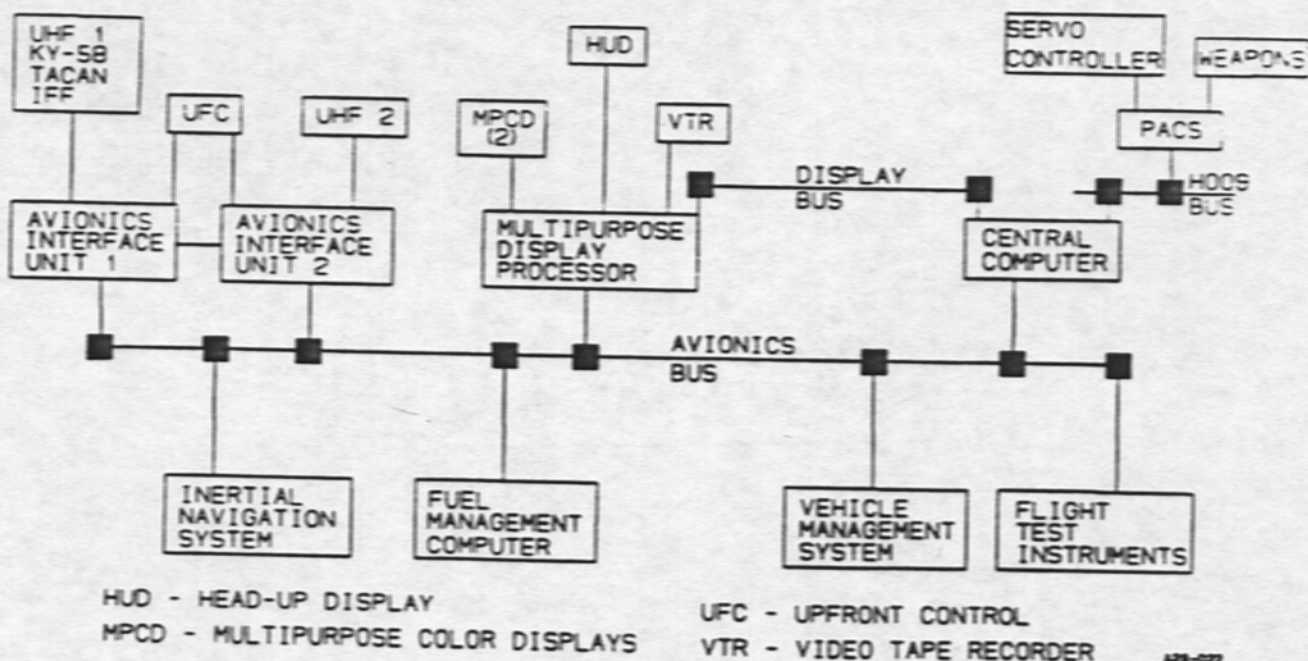 UHF 1
KY-58
TACAN
IFF
UFC
UHF 2
MPCD
(2)
HUD
VTR
SERVO
CONTROLLER
WEAPONS
PACS
DISPLAY
BUS
AVIONICS
INTERFACE
UNIT 1
AVIONICS
INTERFACE
UNIT 2
MULTIPURPOSE
DISPLAY
PROCESSOR
CENTRAL
COMPUTER
AVIONICS
BUS
INERTIAL
NAVIGATION
SYSTEM
FUEL
MANAGEMENT
COMPUTER
VEHICLE
MANAGEMENT
SYSTEM
FLIGHT
TEST
INSTRUMENTS
BUS
HUD - HEAD-UP DISPLAY
MPCD - MULTIPURPOSE COLOR DISPLAYS
UFC - UPFRONT CONTROL
VTR - VIDEO TAPE RECORDER